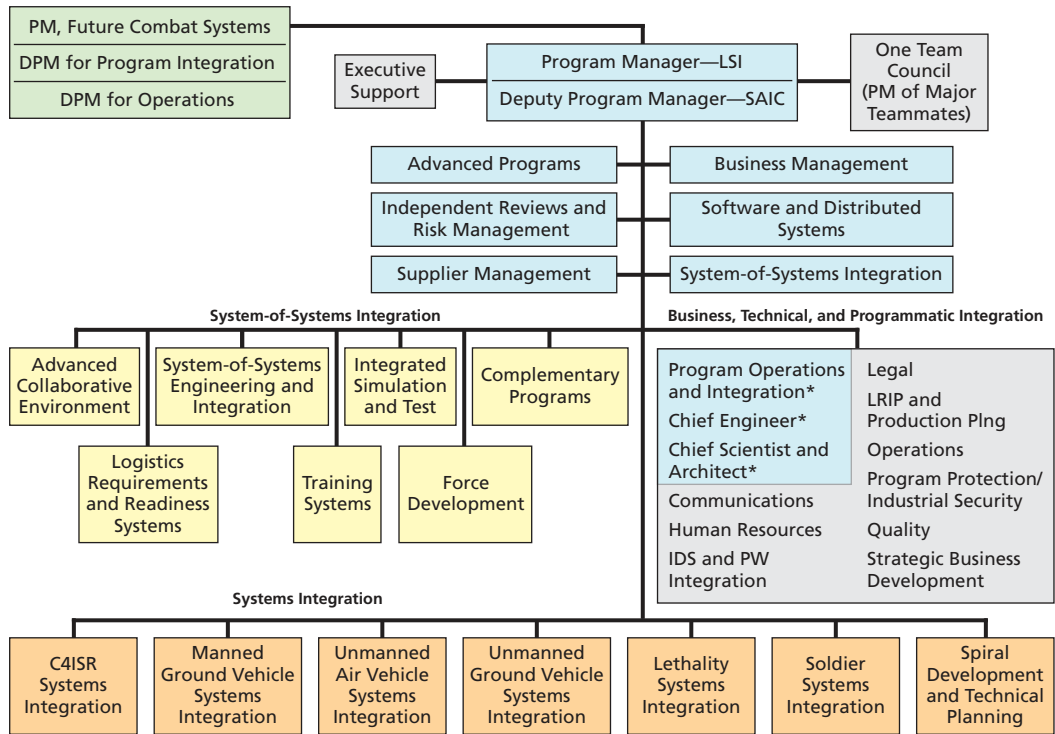 PM, Future Combat Systems
DPM for Program Integration
DPM for Operations
Executive
Support
Program Manager—LSI
Deputy Program Manager—SAIC
One Team
Council
(PM of Major
Teammates)
Advanced Programs
Business Management
Independent Reviews and
Risk Management
Software and Distributed
Systems
Supplier Management
System-of-Systems Integration
System-of-Systems Integration
Business, Technical, and Programmatic Integration
Advanced
Collaborative
Environment
System-of-Systems
Engineering and
Integration
Integrated
Simulation
and Test
Complementary
Programs
Logistics
Requirements
and Readiness
Systems
Training
Systems
Force
Development
Program Operations
and Integration*
Chief Engineer*
Chief Scientist and
Architect*
Communications
Human Resources
IDS and PW
Integration
Legal
LRIP and
Production Plng
Operations
Program Protection/
Industrial Security
Quality
Strategic Business
Development
Systems Integration
C4ISR
Systems
Integration
Manned
Ground Vehicle
Systems
Integration
Unmanned
Air Vehicle
Systems
Integration
Unmanned
Ground Vehicle
Systems
Integration
Lethality
Systems
Integration
Soldier
Systems
Integration
Spiral
Development
and Technical
Planning